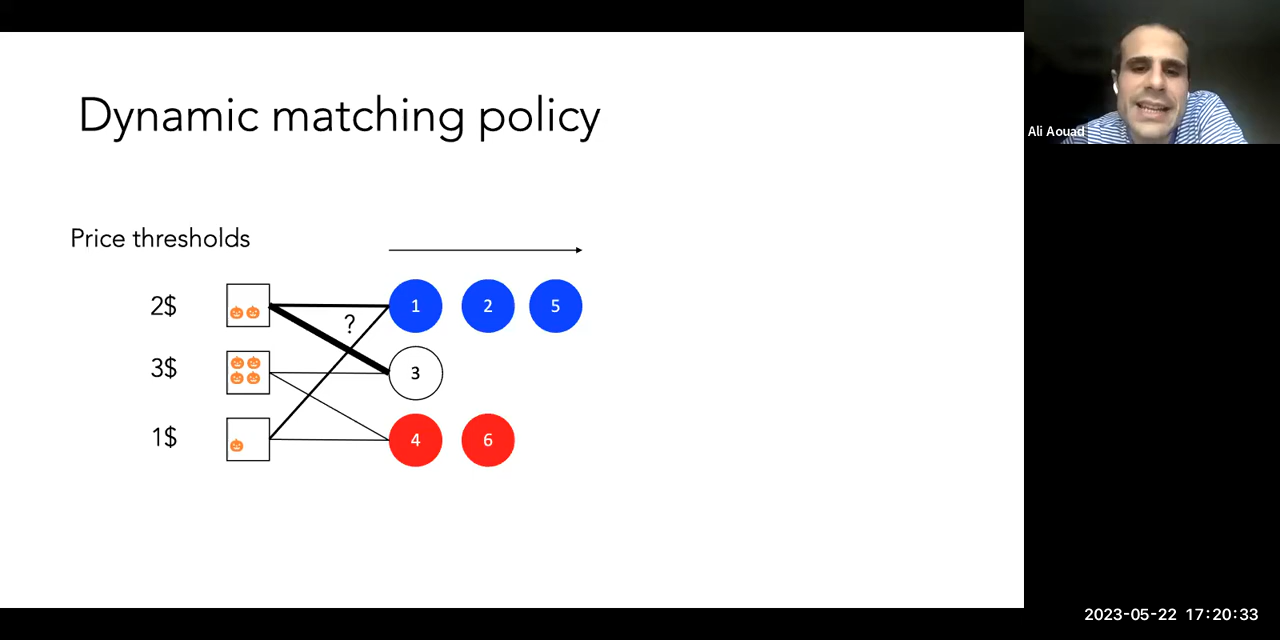 Dynamic matching policy
Ali Aouad
Price thresholds
2$
?
1 2 5
3$
3
1$
4 6
2023-05-22 17:20:33